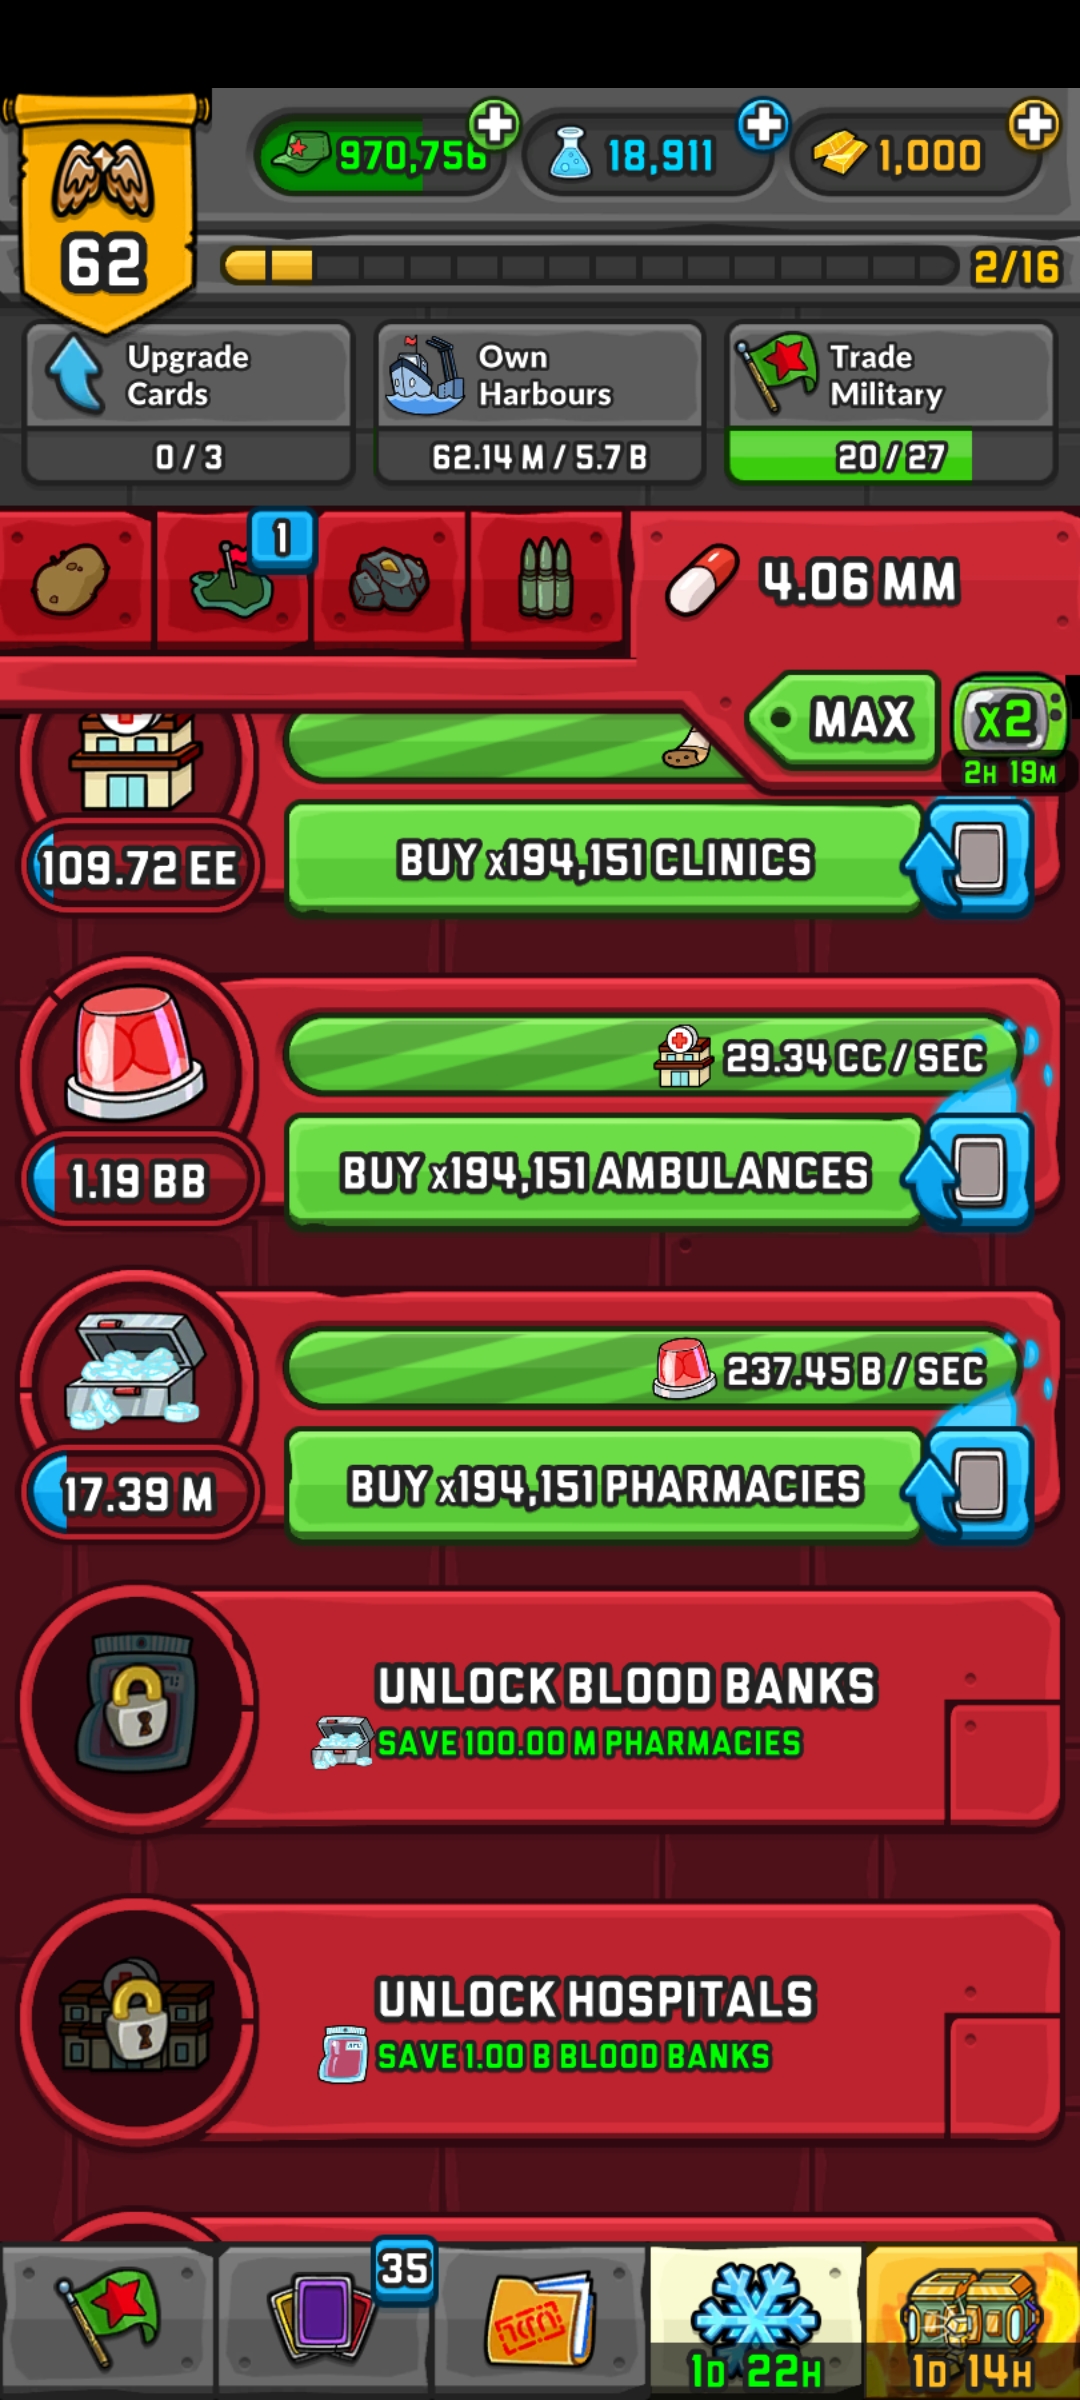 970,756
18,911
1,000
62
2/16
Upgrade
Cards
0 / 3
Own
Harbours
62.14 M / 5.7 B
Trade
Military
20 / 27
1
4.06 MM
MAX
x2
2H 19M
109.72 EE
BUY x194,151 CLINICS
29.34 CC / SEC
1.19 BB
BUY x194,151 AMBULANCES
237.45 B / SEC
17.39 M
BUY x194,151 PHARMACIES
UNLOCK BLOOD BANKS
SAVE 100.00 M PHARMACIES
UNLOCK HOSPITALS
SAVE 1.00 B BLOOD BANKS
35
1D 22H
1D 14H